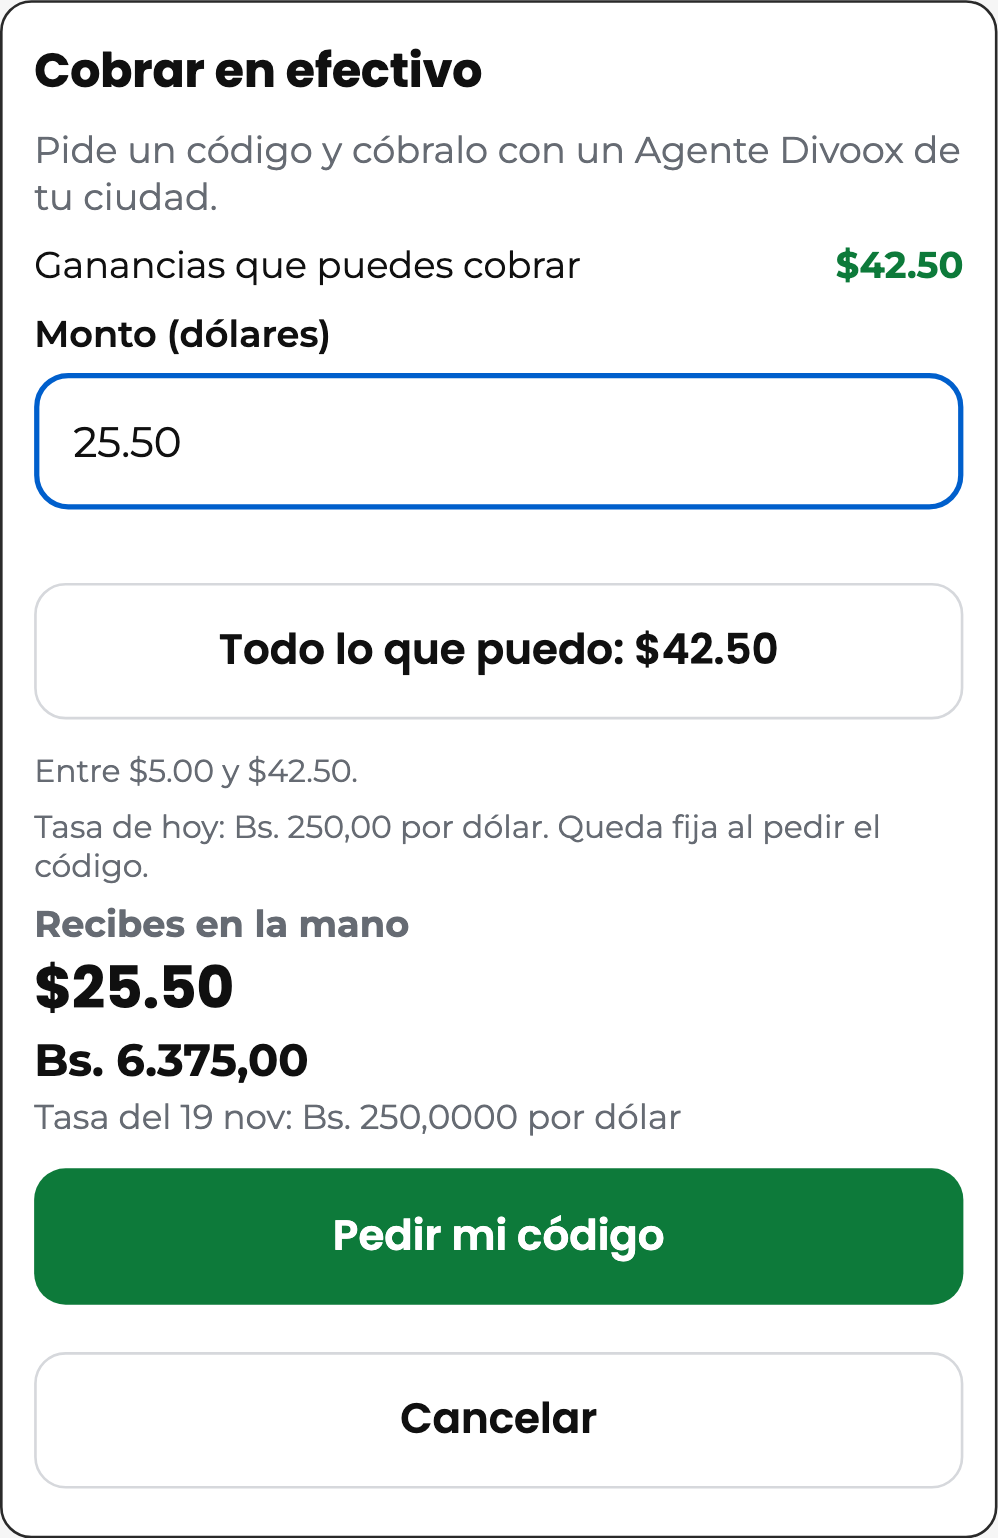 Cobrar en efectivo
Pide un código y cóbralo con un Agente Divoox de
tu ciudad.
Ganancias que puedes cobrar $42.50
Monto (dólares)
25.50
Todo lo que puedo: $42.50
Entre $5.00 y $42.50.
Tasa de hoy: Bs. 250,00 por dólar. Queda fija al pedir el
código.
Recibes en la mano
$25.50
Bs. 6.375,00
Tasa del 19 nov: Bs. 250,0000 por dólar
Pedir mi código
Cancelar